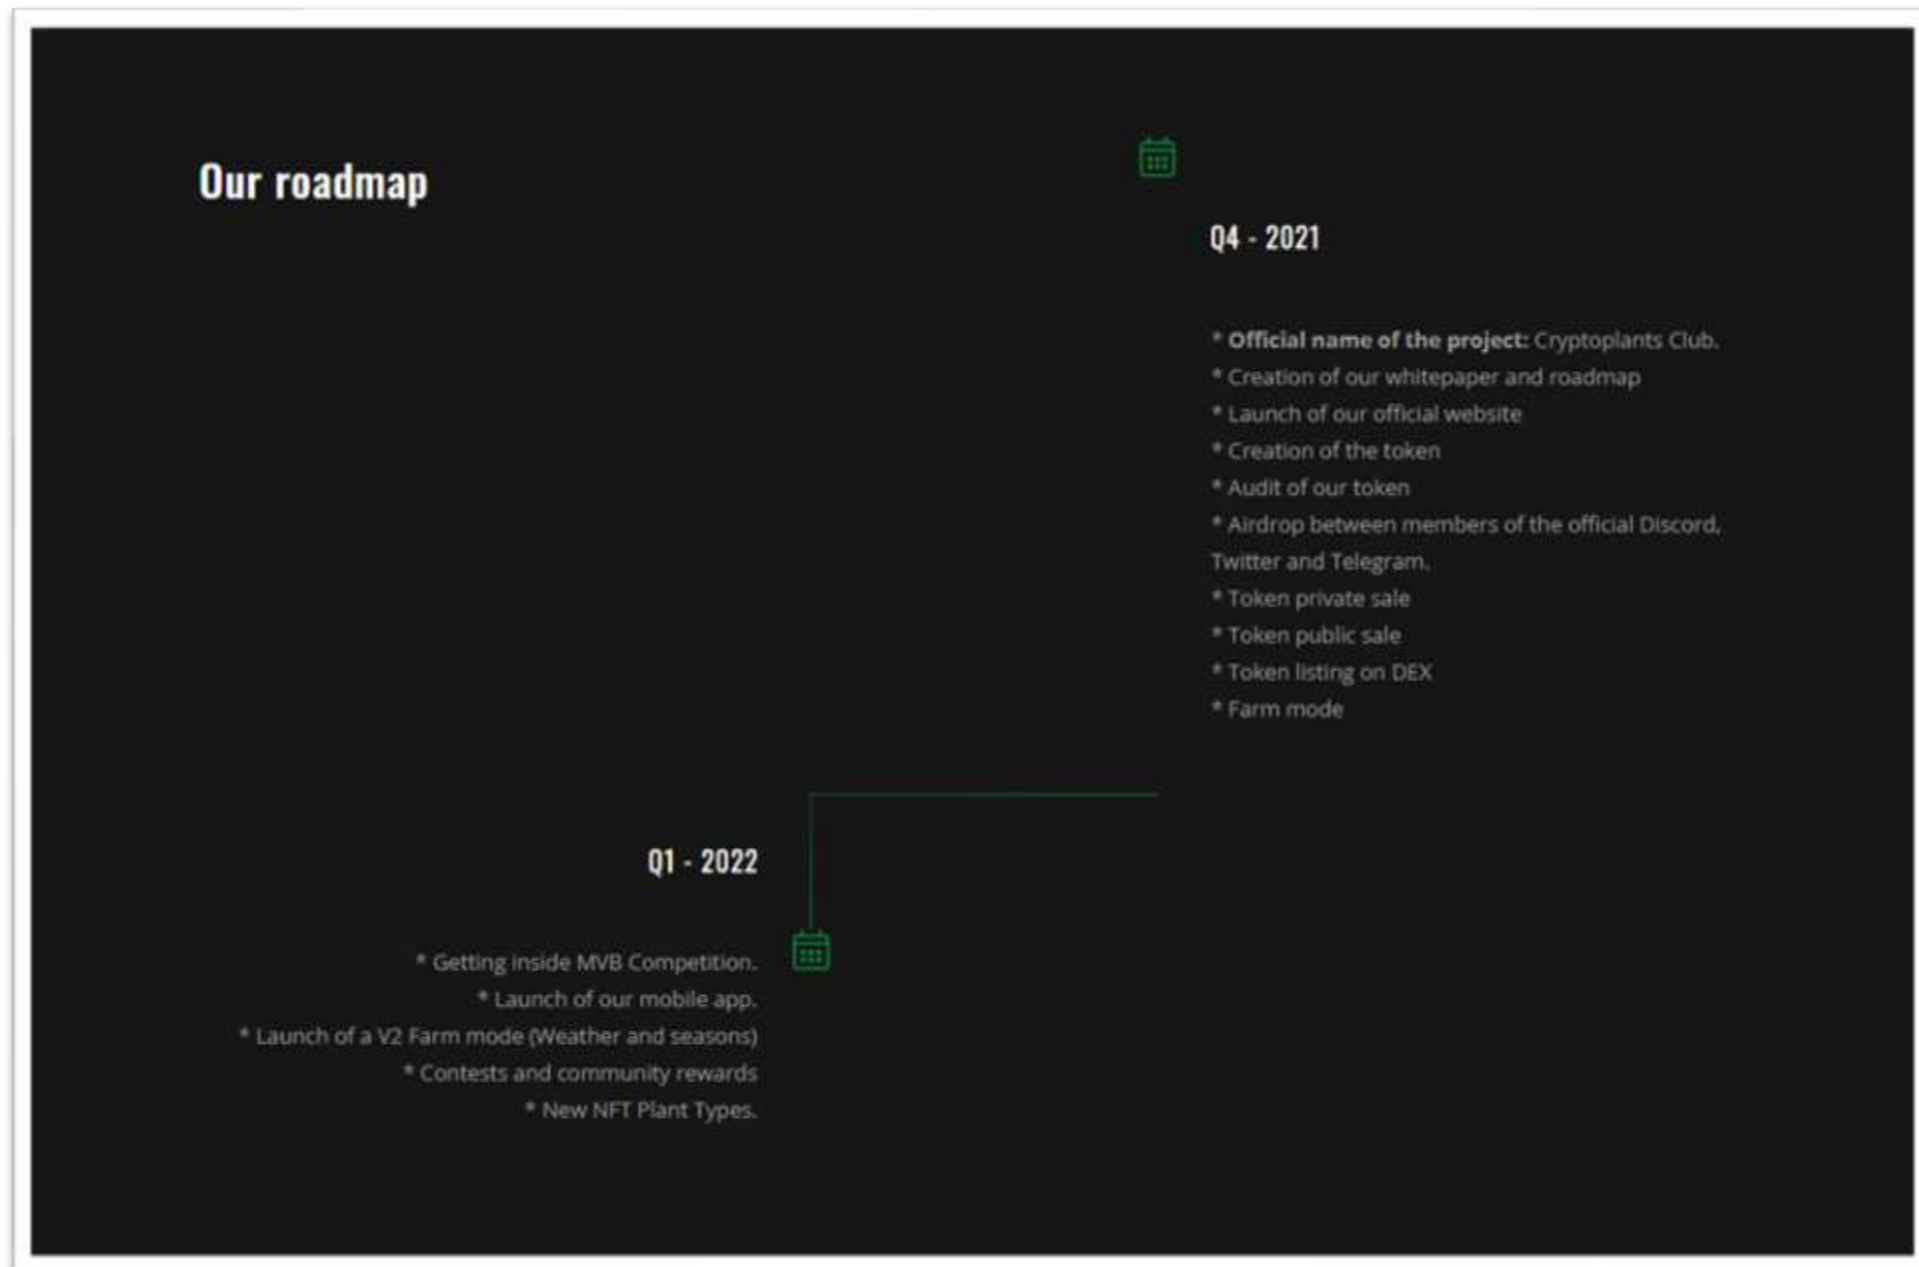 Our roadmap
Q4 - 2021
* Official name of the project: Cryptoplants Club.
* Creation of our whitepaper and roadmap
* Launch of our official website
* Creation of the token
* Audit of our token
* Airdrop between members of the official Discord,
Twitter and Telegram.
* Token private sale
* Token public sale
* Token listing on DEX
* Farm mode
Q1 - 2022
* Getting inside MVB Competition.
* Launch of our mobile app.
* Launch of a V2 Farm mode (Weather and seasons)
* Contests and community rewards
* New NFT Plant Types.